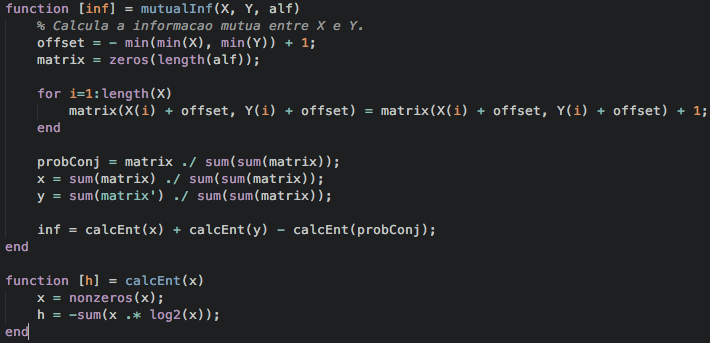 function [inf] = mutualInf(X, Y, alf)
    % Calcula a informacao mutua entre X e Y.
    offset = - min(min(X), min(Y)) + 1;
    matrix = zeros(length(alf));

    for i=1:length(X)
        matrix(X(i) + offset, Y(i) + offset) = matrix(X(i) + offset, Y(i) + offset) + 1;
    end

    probConj = matrix ./ sum(sum(matrix));
    x = sum(matrix) ./ sum(sum(matrix));
    y = sum(matrix') ./ sum(sum(matrix));

    inf = calcEnt(x) + calcEnt(y) - calcEnt(probConj);
end

function [h] = calcEnt(x)
    x = nonzeros(x);
    h = -sum(x .* log2(x));
end